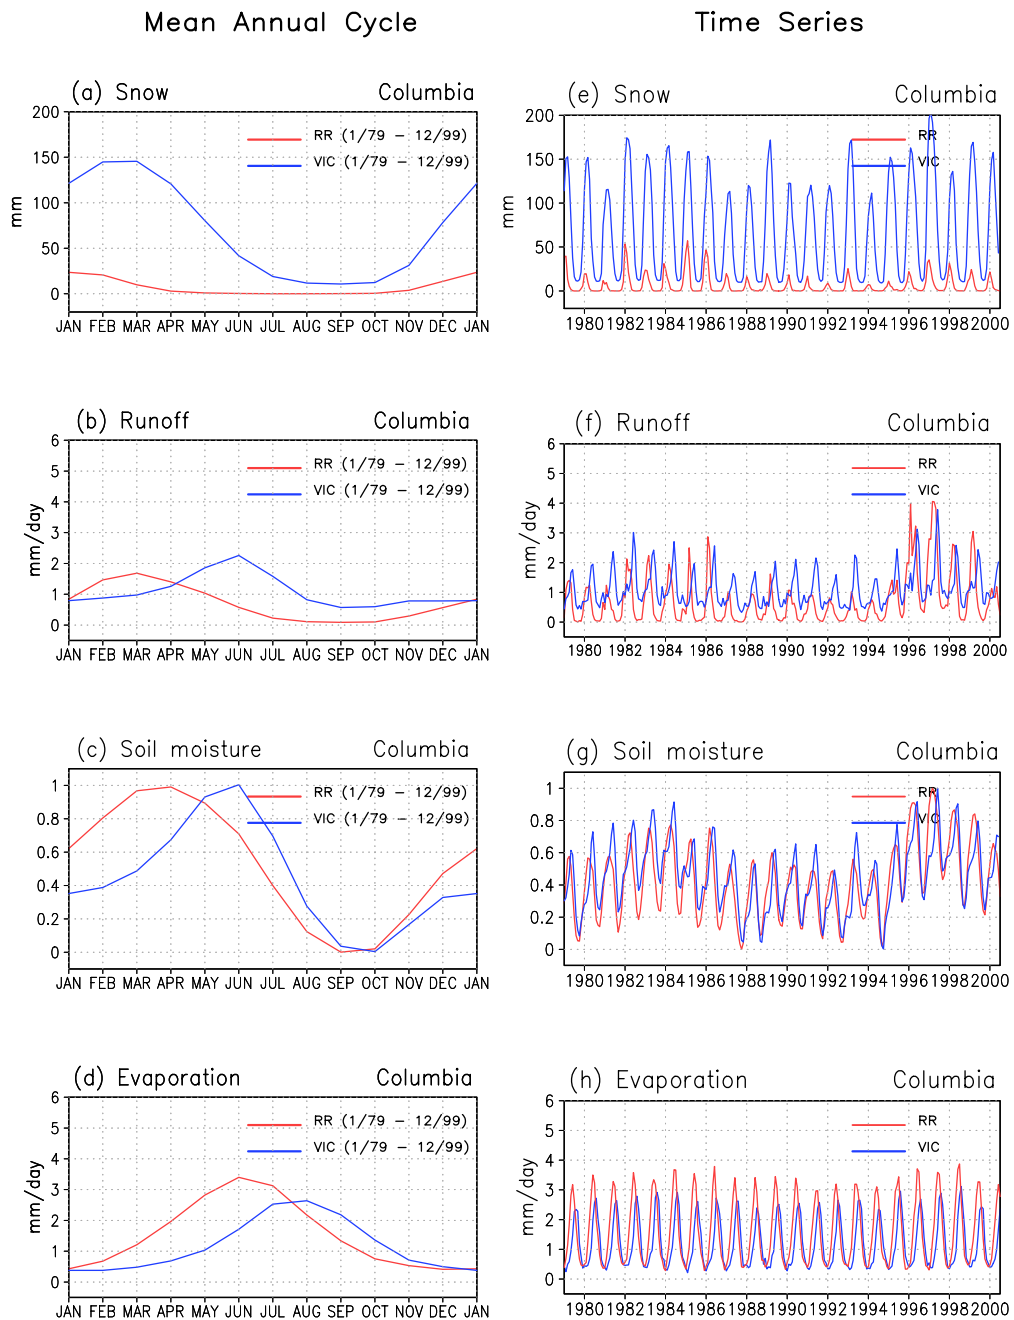 Mean Annual Cycle
Time Series
(a) Snow Columbia
200
150
100
50
0
mm
RR (1/79 - 12/99)
VIC (1/79 - 12/99)
JAN FEB MAR APR MAY JUN JUL AUG SEP OCT NOV DEC JAN
(e) Snow Columbia
200
150
100
50
0
mm
RR
VIC
1980 1982 1984 1986 1988 1990 1992 1994 1996 1998 2000
(b) Runoff Columbia
6
5
4
3
2
1
0
mm/day
RR (1/79 - 12/99)
VIC (1/79 - 12/99)
JAN FEB MAR APR MAY JUN JUL AUG SEP OCT NOV DEC JAN
(f) Runoff Columbia
6
5
4
3
2
1
0
mm/day
RR
VIC
1980 1982 1984 1986 1988 1990 1992 1994 1996 1998 2000
(c) Soil moisture Columbia
1
0.8
0.6
0.4
0.2
0
RR (1/79 - 12/99)
VIC (1/79 - 12/99)
JAN FEB MAR APR MAY JUN JUL AUG SEP OCT NOV DEC JAN
(g) Soil moisture Columbia
1
0.8
0.6
0.4
0.2
0
RR
VIC
1980 1982 1984 1986 1988 1990 1992 1994 1996 1998 2000
(d) Evaporation Columbia
6
5
4
3
2
1
0
mm/day
RR (1/79 - 12/99)
VIC (1/79 - 12/99)
JAN FEB MAR APR MAY JUN JUL AUG SEP OCT NOV DEC JAN
(h) Evaporation Columbia
6
5
4
3
2
1
0
mm/day
RR
VIC
1980 1982 1984 1986 1988 1990 1992 1994 1996 1998 2000